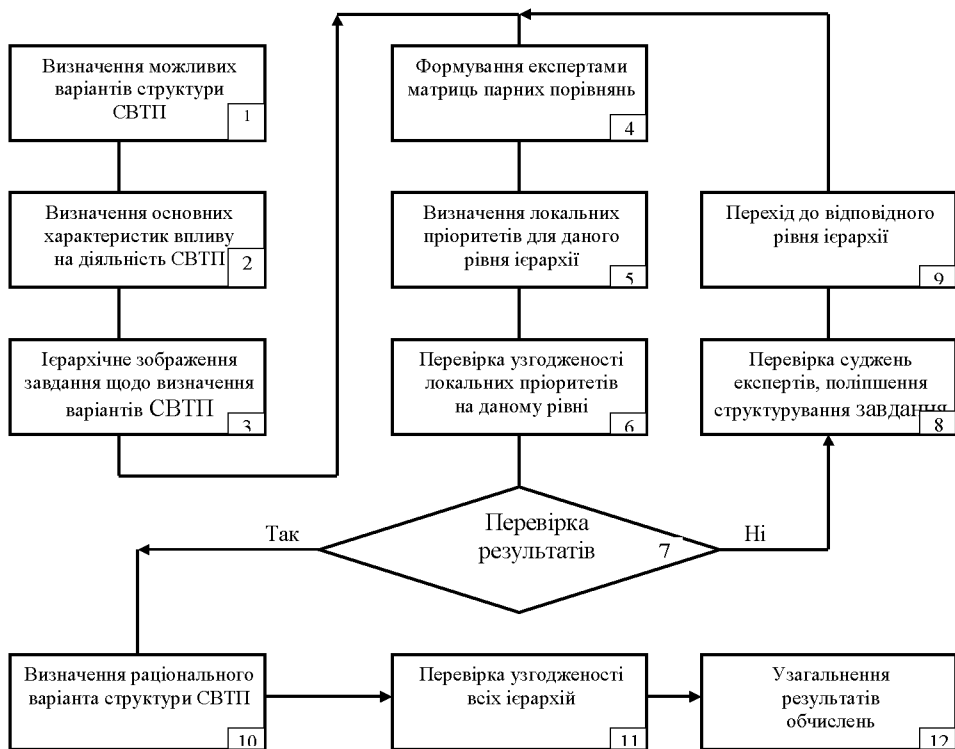 Визначення можливих
варіантів структури
СВТП
1
Визначення основних
характеристик впливу
на діяльність СВТП
2
Ієрархічне зображення
завдання щодо визначення
варіантів СВТП
3
Формування експертами
матриць парних порівнянь
4
Визначення локальних
пріоритетів для даного
рівня ієрархії
5
Перевірка узгодженості
локальних пріоритетів
на даному рівні
6
Перевірка
результатів
7
Так
Ні
Перевірка суджень
експертів, поліпшення
структурування завдання
8
Перехід до відповідного
рівня ієрархії
9
Визначення раціонального
варіанта структури СВТП
10
Перевірка узгодженості
всіх ієрархій
11
Узагальнення
результатів
обчислень
12